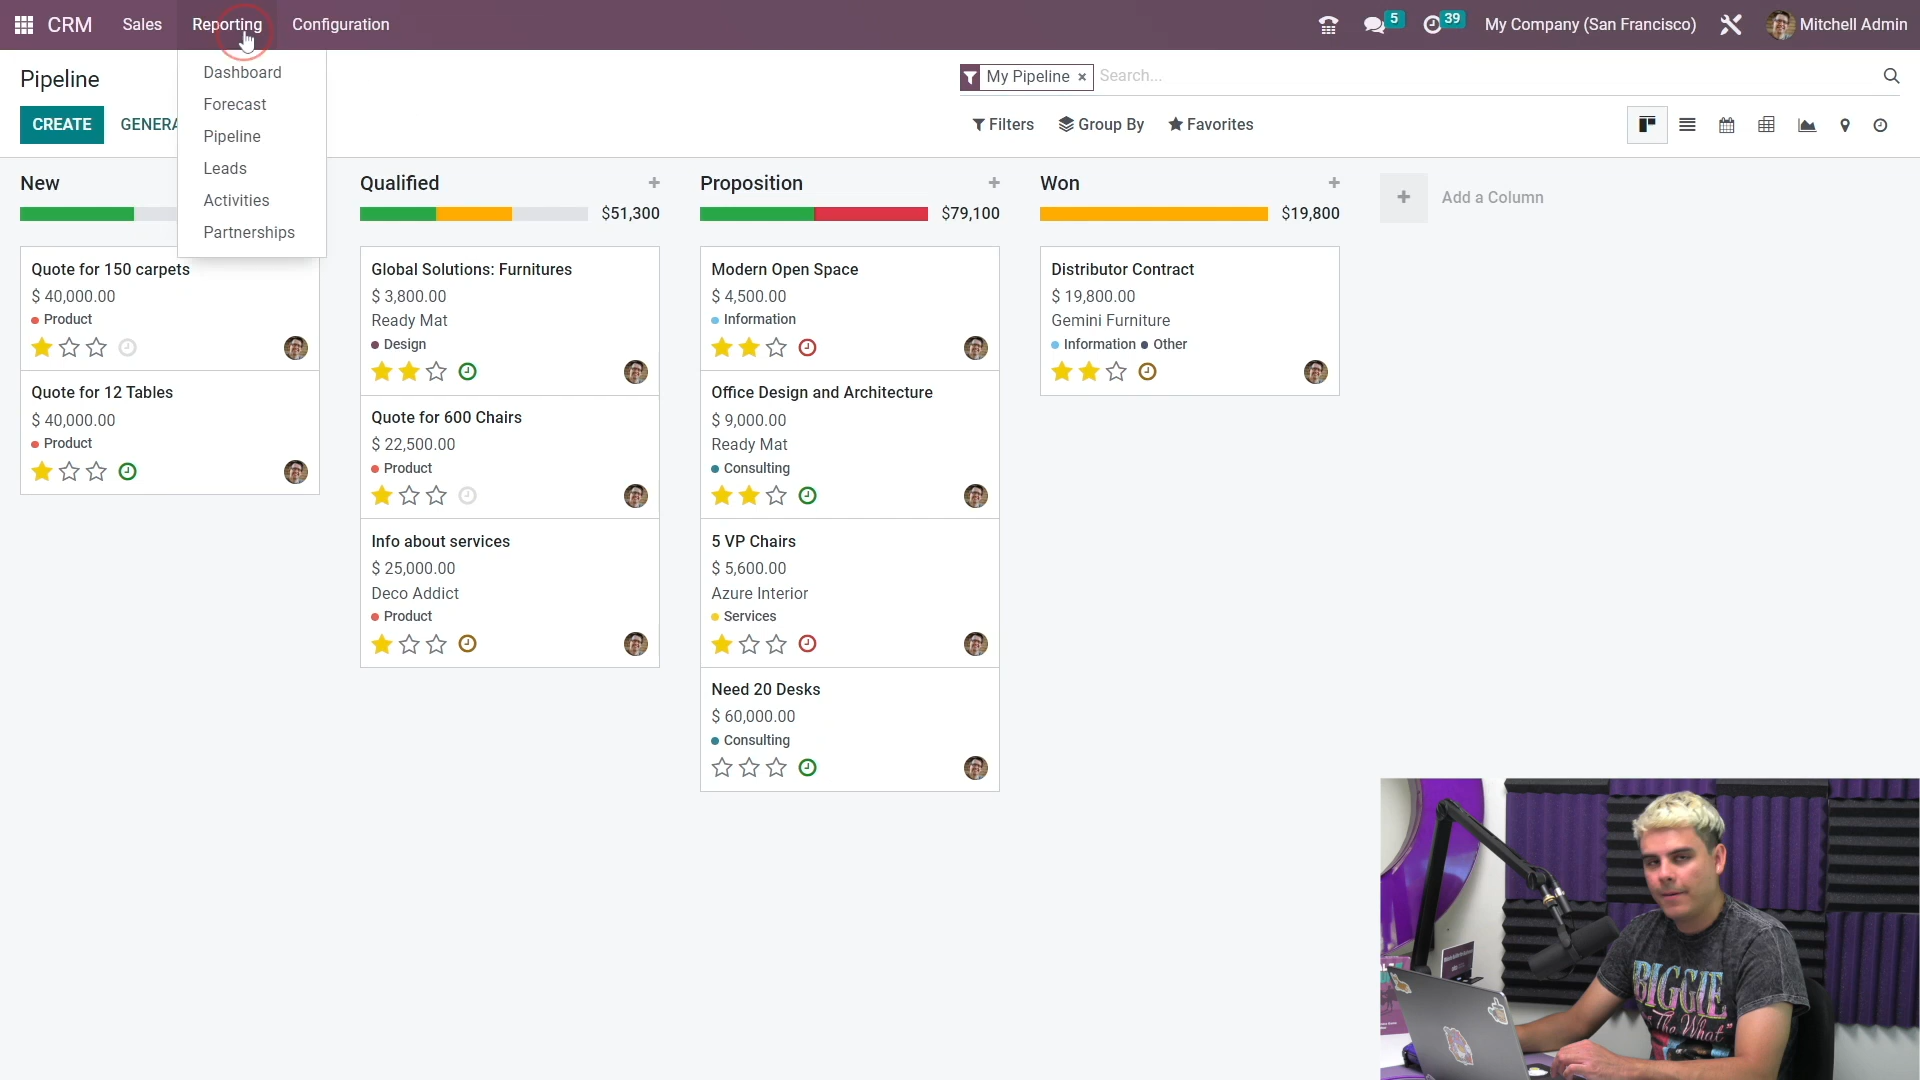 CRM
Sales
Reporting
Configuration
5
39
My Company (San Francisco)
Mitchell Admin
Pipeline
My Pipeline ×
Search...
CREATE
GENERA
Filters
Group By
Favorites
Dashboard
Forecast
Pipeline
Leads
Activities
Partnerships
New
Quote for 150 carpets
$ 40,000.00
Product
Quote for 12 Tables
$ 40,000.00
Product
Qualified
$51,300
Global Solutions: Furnitures
$ 3,800.00
Ready Mat
Design
Quote for 600 Chairs
$ 22,500.00
Product
Info about services
$ 25,000.00
Deco Addict
Product
Proposition
$79,100
Modern Open Space
$ 4,500.00
Information
Office Design and Architecture
$ 9,000.00
Ready Mat
Consulting
5 VP Chairs
$ 5,600.00
Azure Interior
Services
Need 20 Desks
$ 60,000.00
Consulting
Won
$19,800
Distributor Contract
$ 19,800.00
Gemini Furniture
Information Other
Add a Column
BIGGIE
"The What"